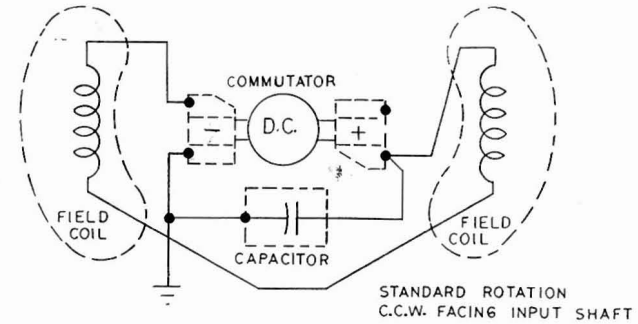 COMMUTATOR
− D.C. +
FIELD
COIL
CAPACITOR
FIELD
COIL
STANDARD ROTATION
C.C.W. FACING INPUT SHAFT